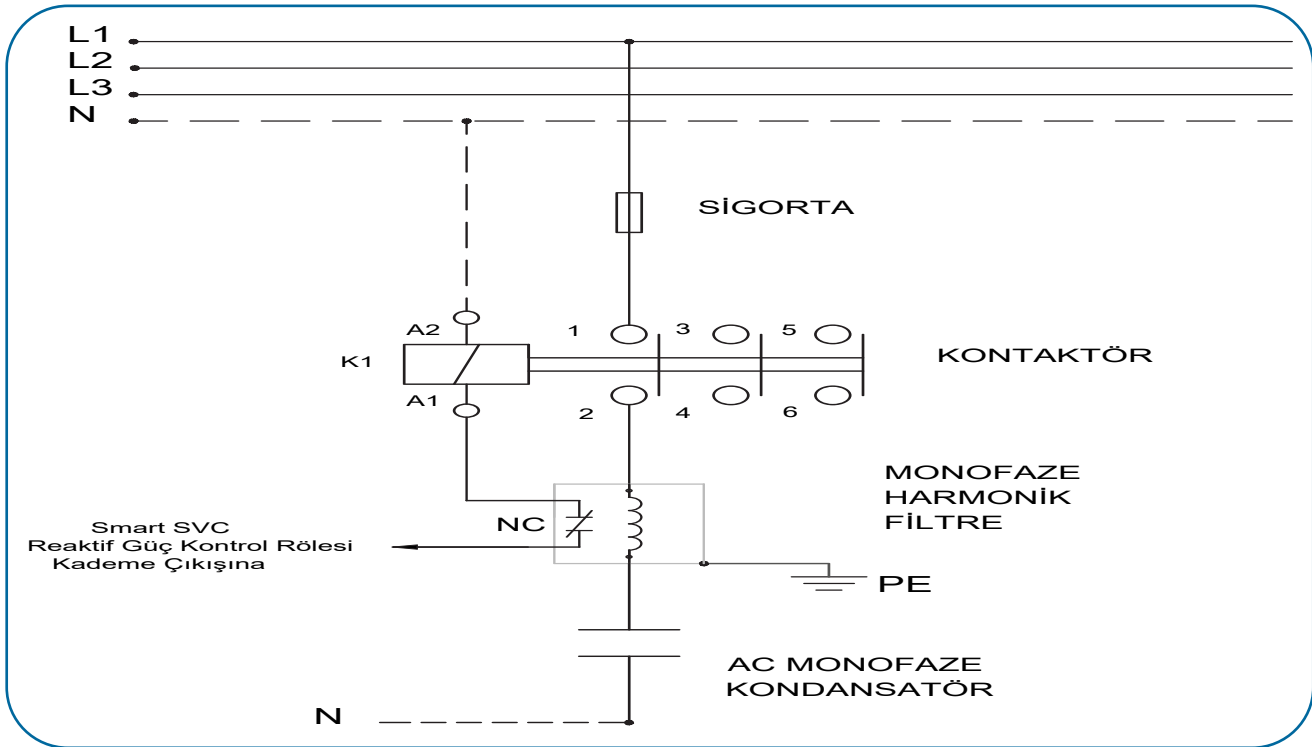 L1
L2
L3
N
SİGORTA
A2
1
3
5
K1
KONTAKTÖR
A1
2
4
6
MONOFAZE
HARMONİK
FİLTRE
NC
Smart SVC
Reaktif Güç Kontrol Rölesi
Kademe Çıkışına
PE
AC MONOFAZE
KONDANSATÖR
N